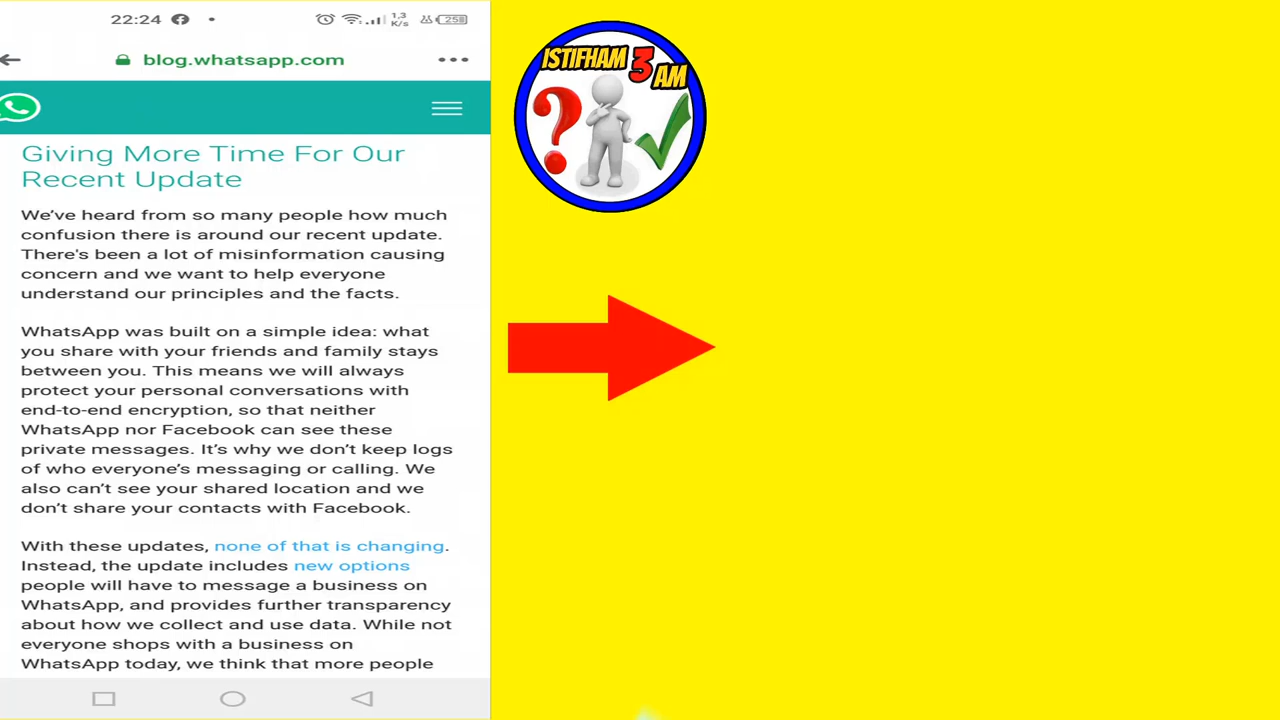 22:24
1,3
K/s
258
blog.whatsapp.com
Giving More Time For Our
Recent Update
We've heard from so many people how much
confusion there is around our recent update.
There's been a lot of misinformation causing
concern and we want to help everyone
understand our principles and the facts.
WhatsApp was built on a simple idea: what
you share with your friends and family stays
between you. This means we will always
protect your personal conversations with
end-to-end encryption, so that neither
WhatsApp nor Facebook can see these
private messages. It's why we don't keep logs
of who everyone's messaging or calling. We
also can't see your shared location and we
don't share your contacts with Facebook.
With these updates, none of that is changing.
Instead, the update includes new options
people will have to message a business on
WhatsApp, and provides further transparency
about how we collect and use data. While not
everyone shops with a business on
WhatsApp today, we think that more people
ISTIFHAM 3 AM